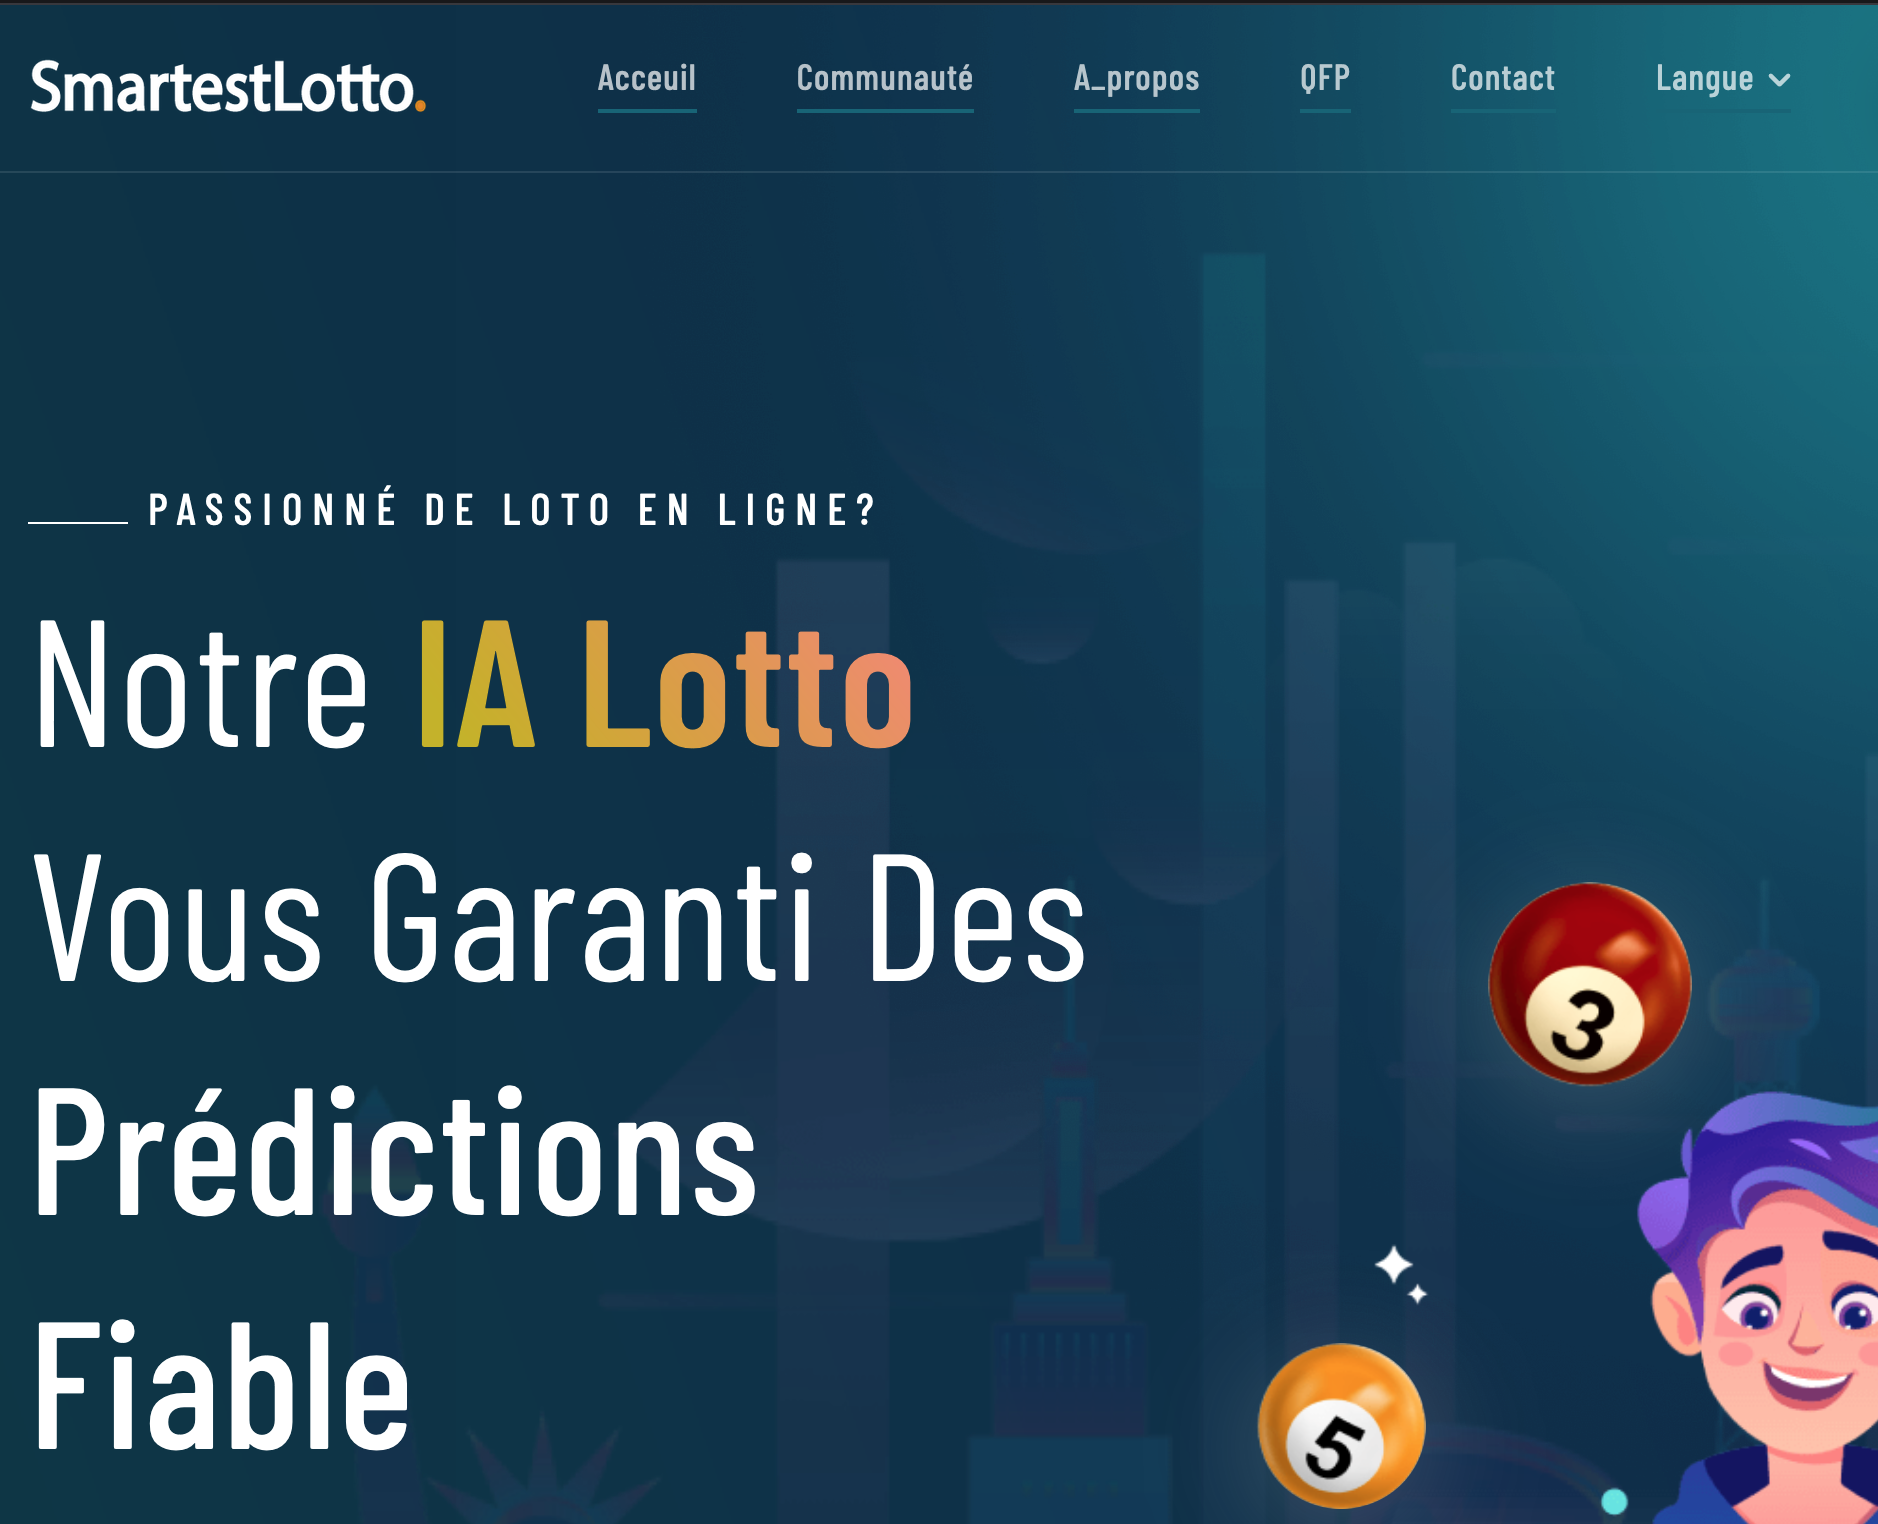 SmartestLotto.
Acceuil Communauté A_propos QFP Contact Langue
PASSIONNÉ DE LOTO EN LIGNE?
Notre IA Lotto
Vous Garanti Des
Prédictions
Fiable
3
5